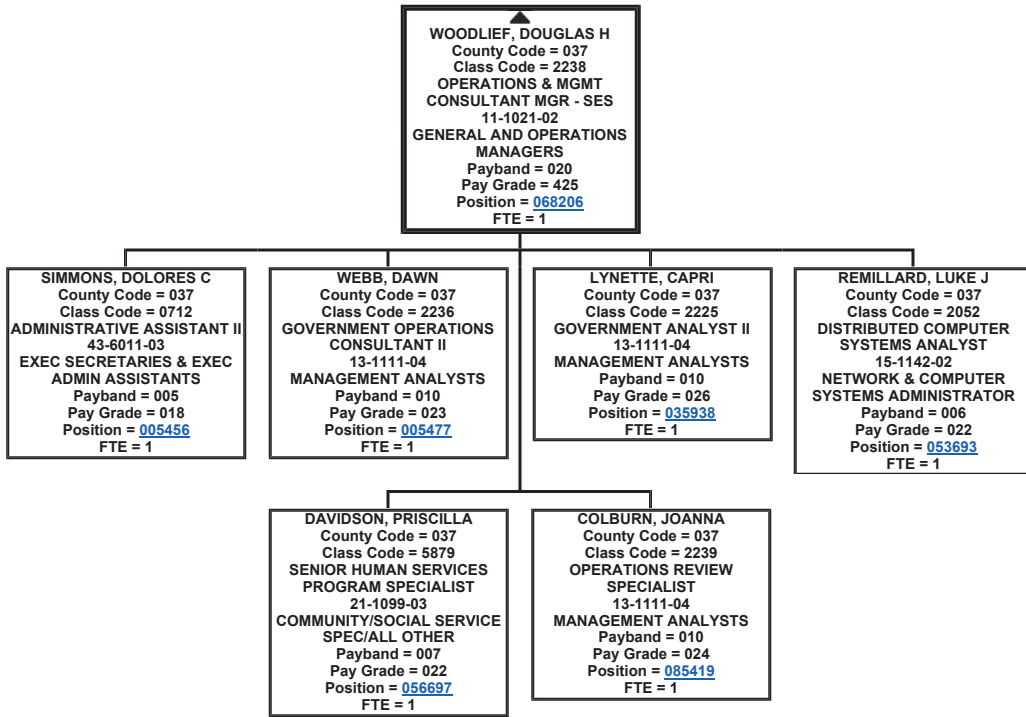 WOODLIEF, DOUGLAS H
County Code = 037
Class Code = 2238
OPERATIONS & MGMT
CONSULTANT MGR - SES
11-1021-02
GENERAL AND OPERATIONS
MANAGERS
Payband = 020
Pay Grade = 425
Position = 068206
FTE = 1
SIMMONS, DOLORES C
County Code = 037
Class Code = 0712
ADMINISTRATIVE ASSISTANT II
43-6011-03
EXEC SECRETARIES & EXEC
ADMIN ASSISTANTS
Payband = 005
Pay Grade = 018
Position = 005456
FTE = 1
WEBB, DAWN
County Code = 037
Class Code = 2236
GOVERNMENT OPERATIONS
CONSULTANT II
13-1111-04
MANAGEMENT ANALYSTS
Payband = 010
Pay Grade = 023
Position = 005477
FTE = 1
LYNETTE, CAPRI
County Code = 037
Class Code = 2225
GOVERNMENT ANALYST II
13-1111-04
MANAGEMENT ANALYSTS
Payband = 010
Pay Grade = 026
Position = 035938
FTE = 1
REMILLARD, LUKE J
County Code = 037
Class Code = 2052
DISTRIBUTED COMPUTER
SYSTEMS ANALYST
15-1142-02
NETWORK & COMPUTER
SYSTEMS ADMINISTRATOR
Payband = 006
Pay Grade = 022
Position = 053693
FTE = 1
DAVIDSON, PRISCILLA
County Code = 037
Class Code = 5879
SENIOR HUMAN SERVICES
PROGRAM SPECIALIST
21-1099-03
COMMUNITY/SOCIAL SERVICE
SPEC/ALL OTHER
Payband = 007
Pay Grade = 022
Position = 056697
FTE = 1
COLBURN, JOANNA
County Code = 037
Class Code = 2239
OPERATIONS REVIEW
SPECIALIST
13-1111-04
MANAGEMENT ANALYSTS
Payband = 010
Pay Grade = 024
Position = 085419
FTE = 1